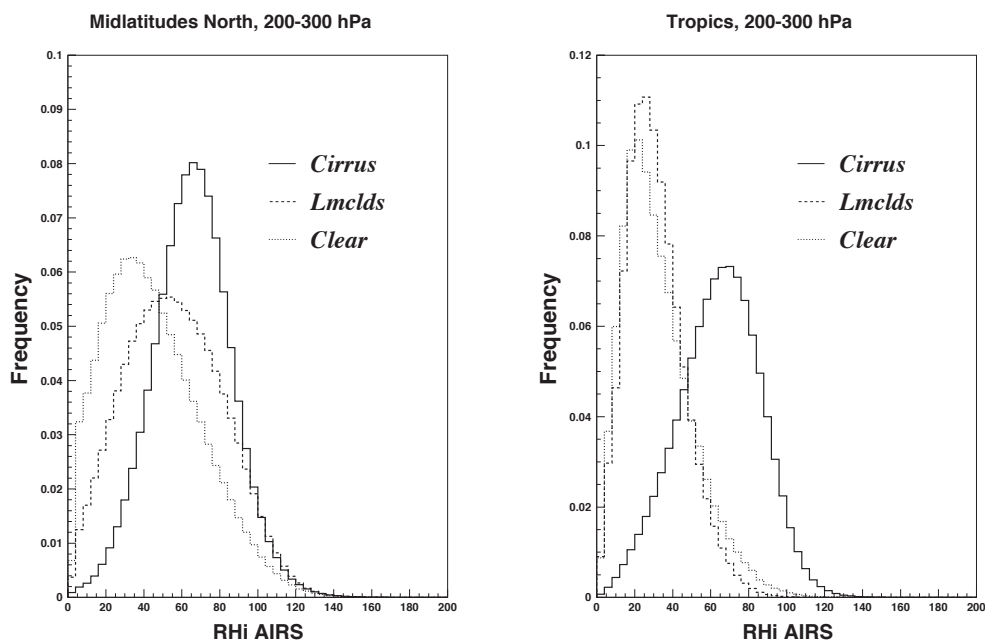 Midlatitudes North, 200-300 hPa
Frequency
0.1
0.09
0.08
0.07
0.06
0.05
0.04
0.03
0.02
0.01
0
Cirrus
Lmclds
Clear
0 20 40 60 80 100 120 140 160 180 200
RHi AIRS
Tropics, 200-300 hPa
Frequency
0.12
0.1
0.08
0.06
0.04
0.02
0
Cirrus
Lmclds
Clear
0 20 40 60 80 100 120 140 160 180 200
RHi AIRS